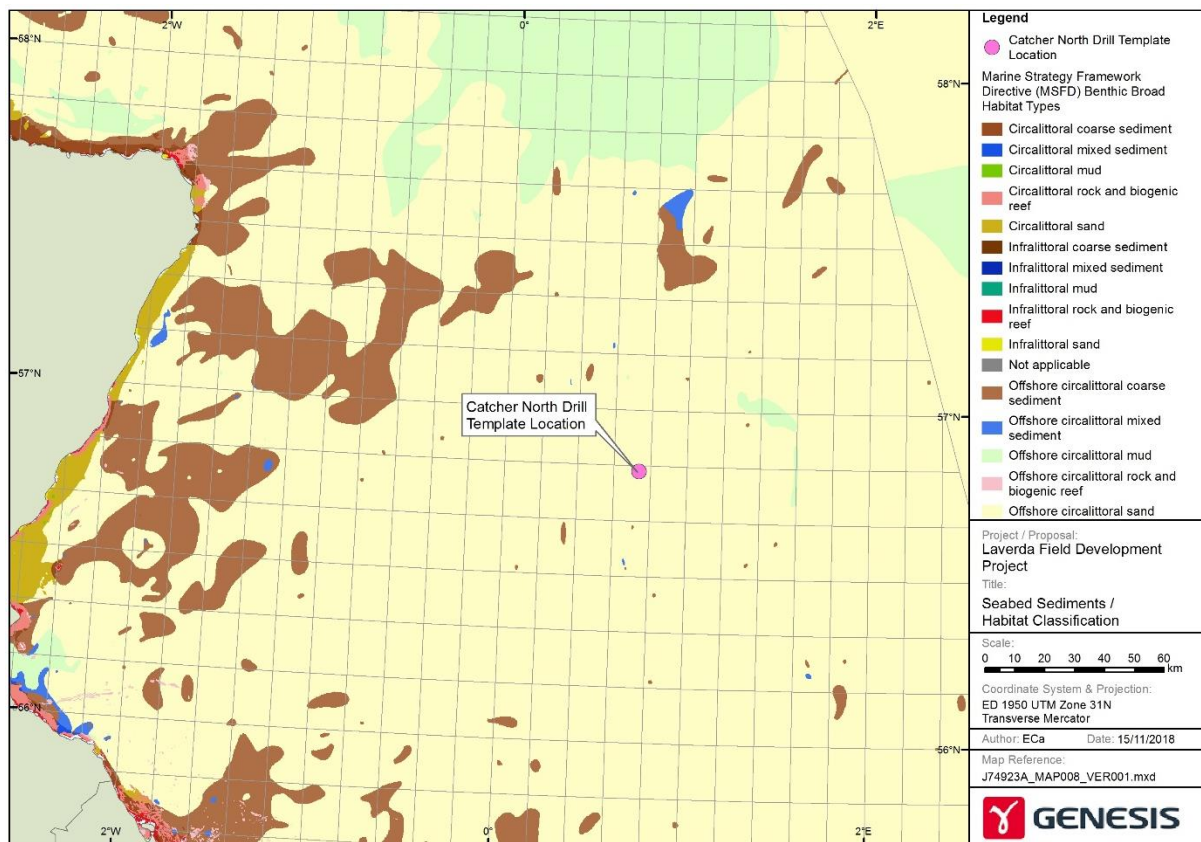 2°W
0°
2°E
58°N
58°N
57°N
57°N
Catcher North Drill
Template Location
56°N
56°N
2°W
0°
2°E
Legend
Catcher North Drill Template
Location
Marine Strategy Framework
Directive (MSFD) Benthic Broad
Habitat Types
Circalittoral coarse sediment
Circalittoral mixed sediment
Circalittoral mud
Circalittoral rock and biogenic
reef
Circalittoral sand
Infralittoral coarse sediment
Infralittoral mixed sediment
Infralittoral mud
Infralittoral rock and biogenic
reef
Infralittoral sand
Not applicable
Offshore circalittoral coarse
sediment
Offshore circalittoral mixed
sediment
Offshore circalittoral mud
Offshore circalittoral rock and
biogenic reef
Offshore circalittoral sand
Project / Proposal:
Laverda Field Development
Project
Title:
Seabed Sediments /
Habitat Classification
Scale:
0 10 20 30 40 50 60
km
Coordinate System & Projection:
ED 1950 UTM Zone 31N
Transverse Mercator
Author: ECa Date: 15/11/2018
Map Reference:
J74923A_MAP008_VER001.mxd
GENESIS